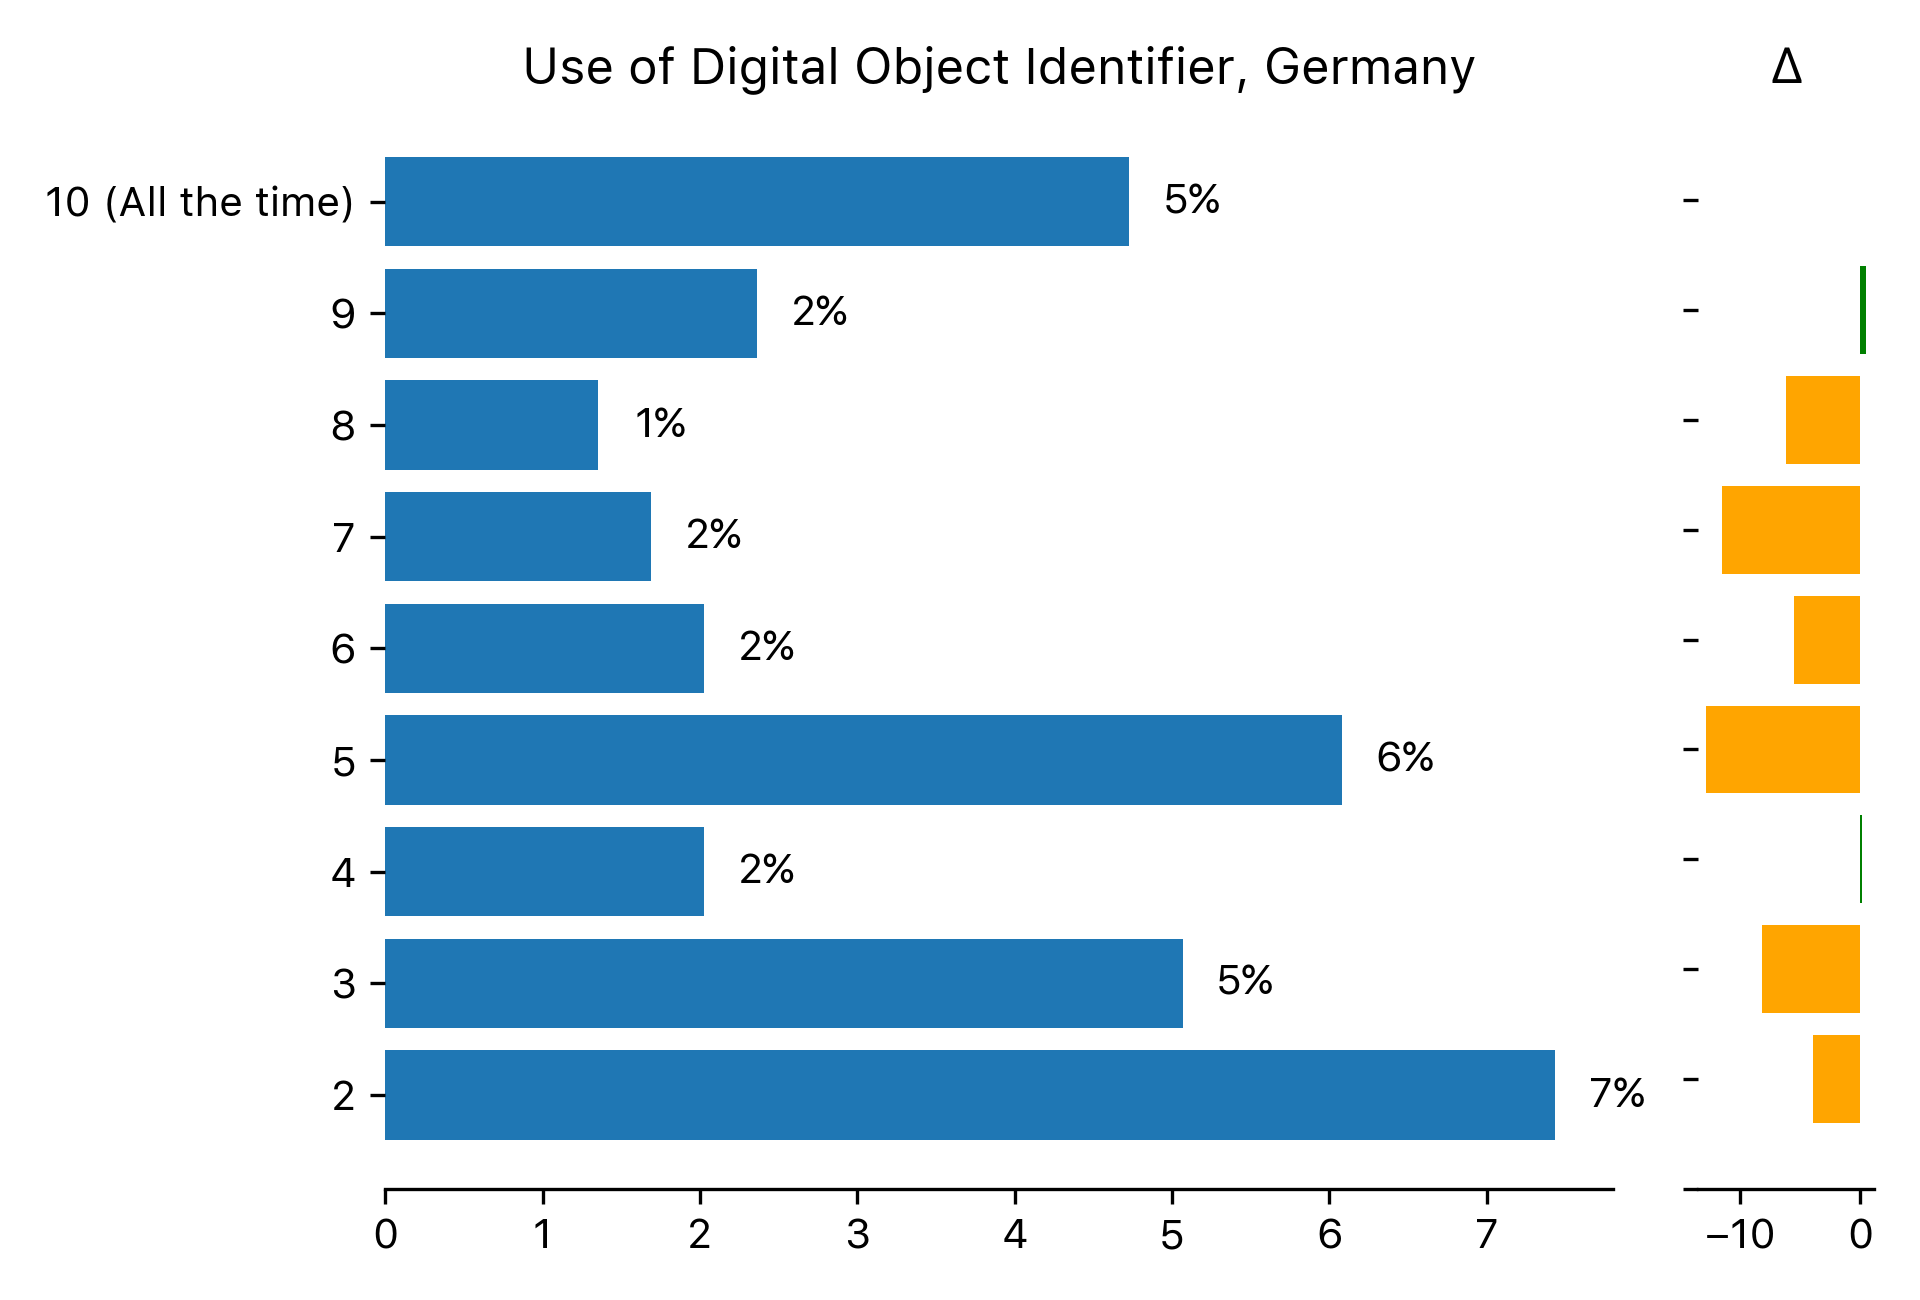 Use of Digital Object Identifier, Germany Δ
10 (All the time) 5%
9 2%
8 1%
7 2%
6 2%
5 6%
4 2%
3 5%
2 7%
0 1 2 3 4 5 6 7 −10 0